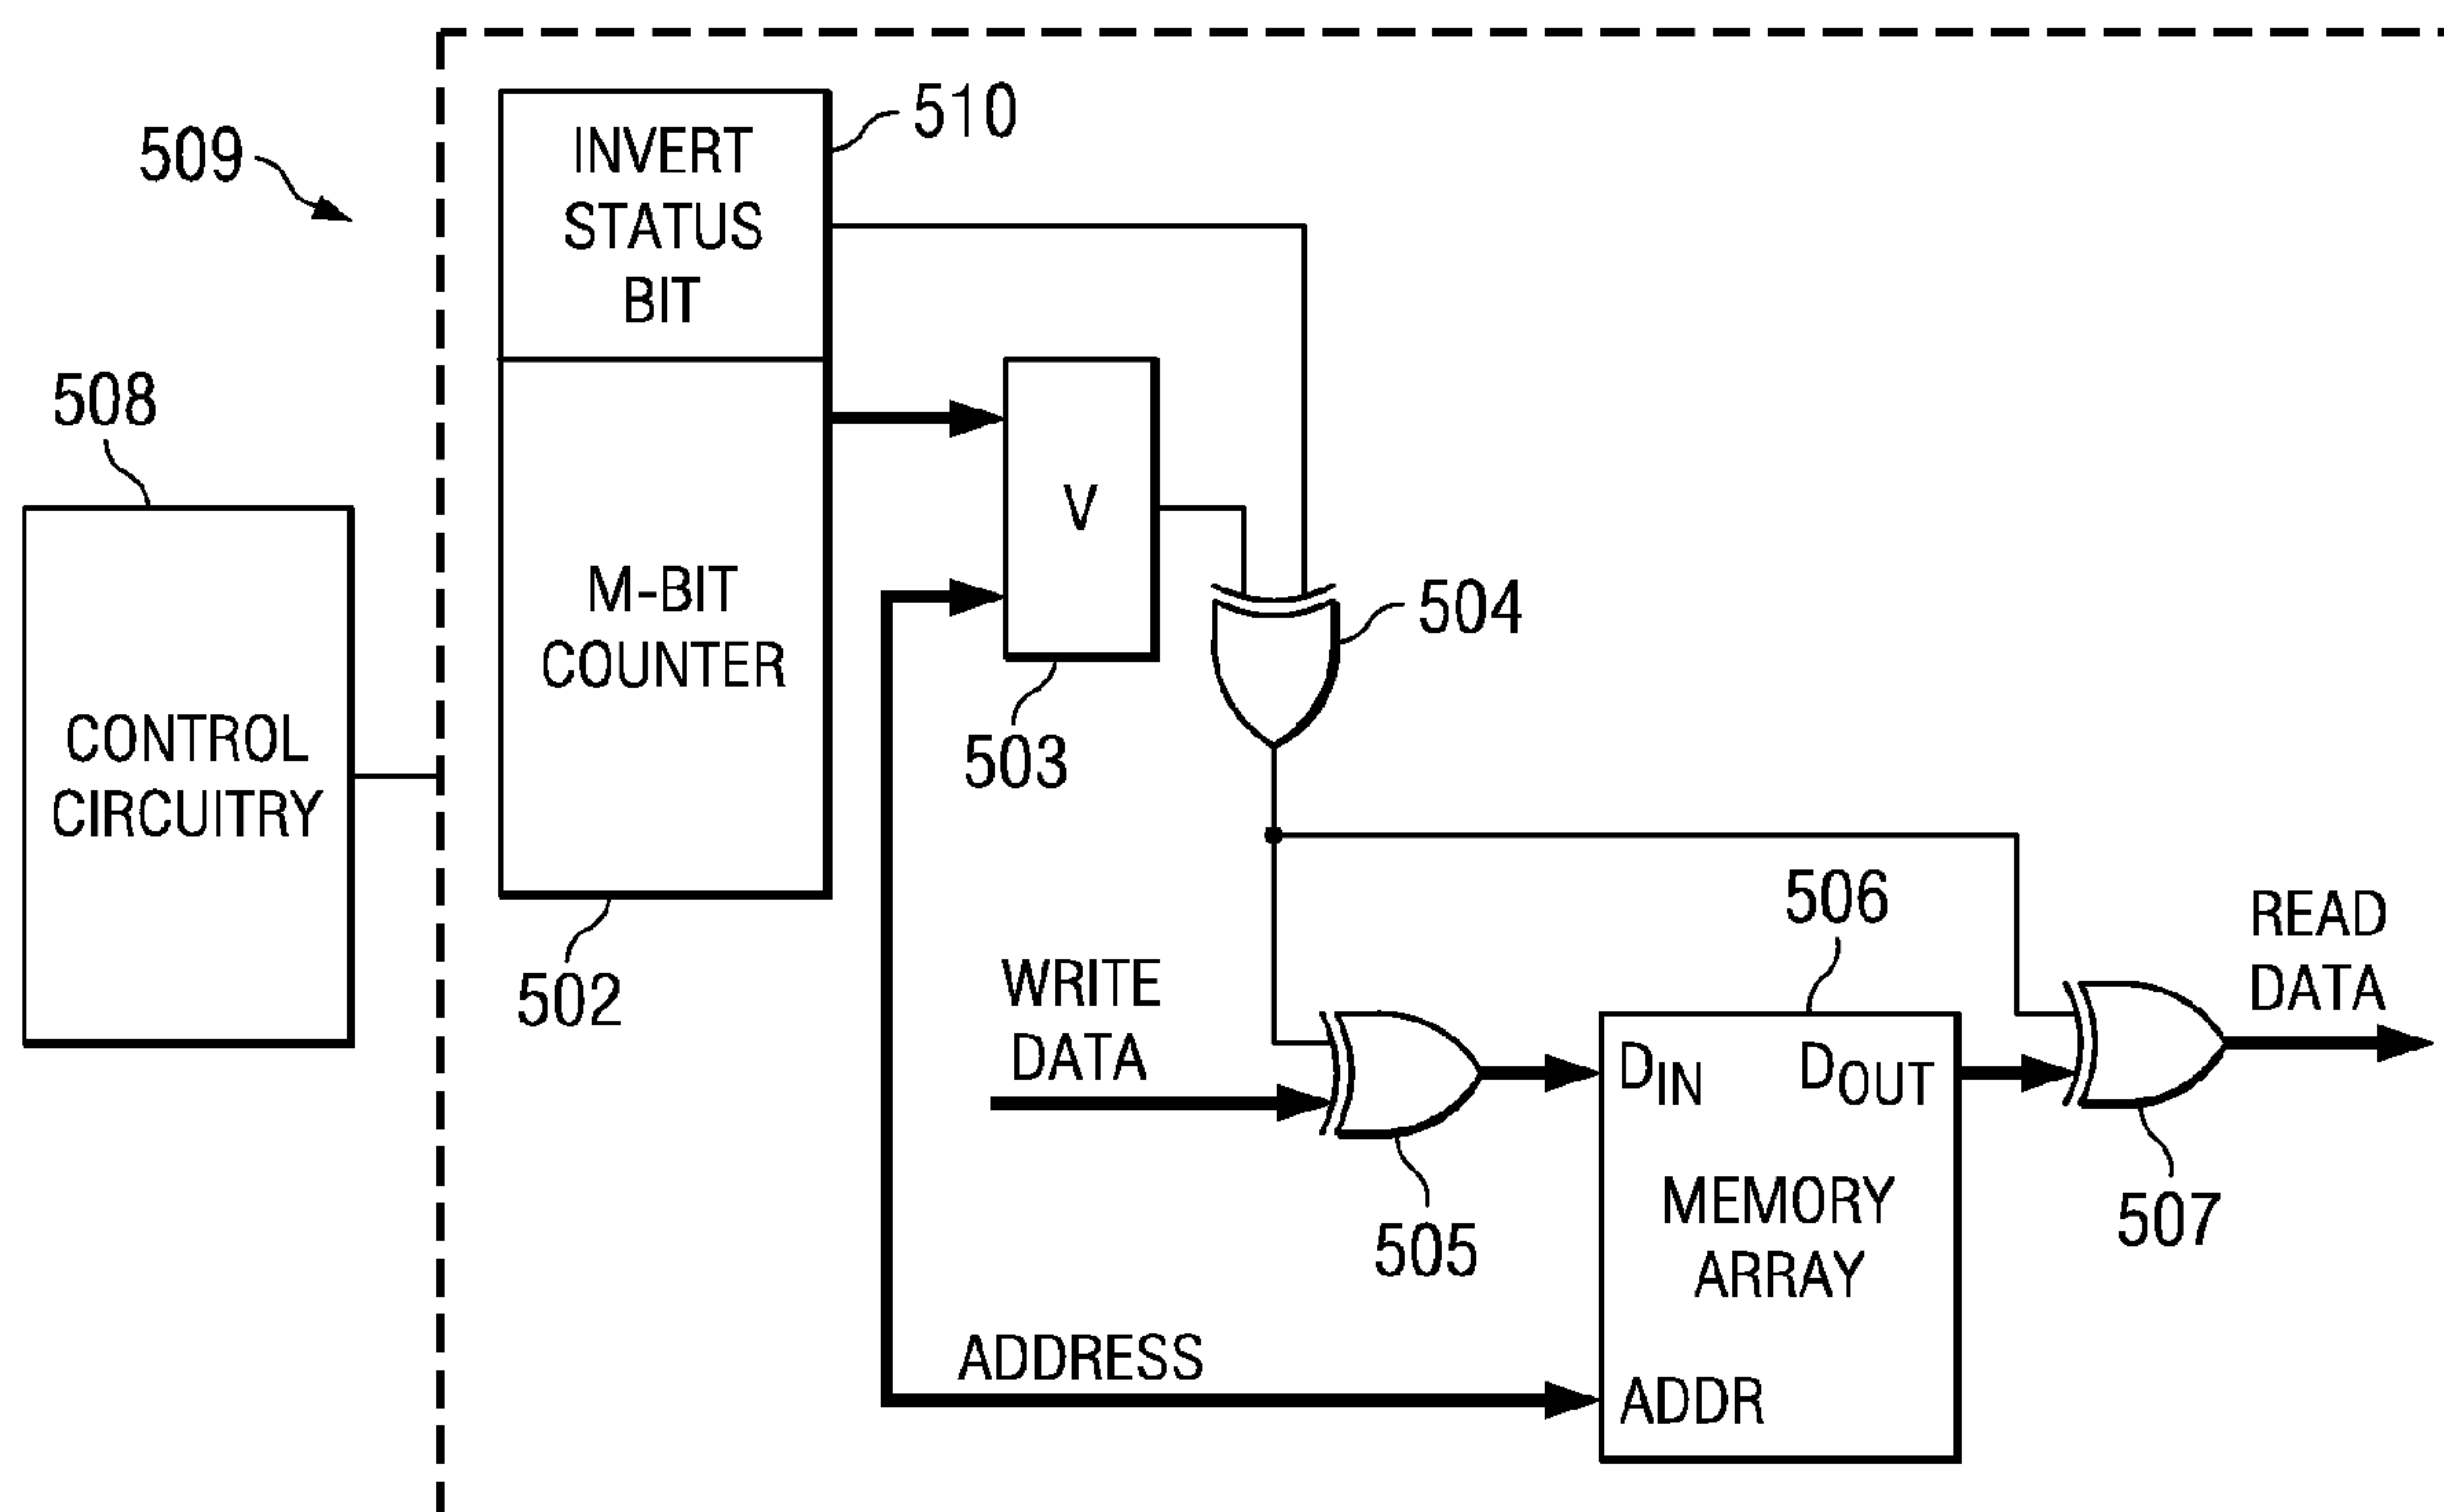 510
509
INVERT
STATUS
BIT
508
V
M-BIT
COUNTER
504
503
CONTROL
CIRCUITRY
502
506
READ
DATA
WRITE
DATA
DIN
DOUT
MEMORY
ARRAY
505
507
ADDRESS
ADDR